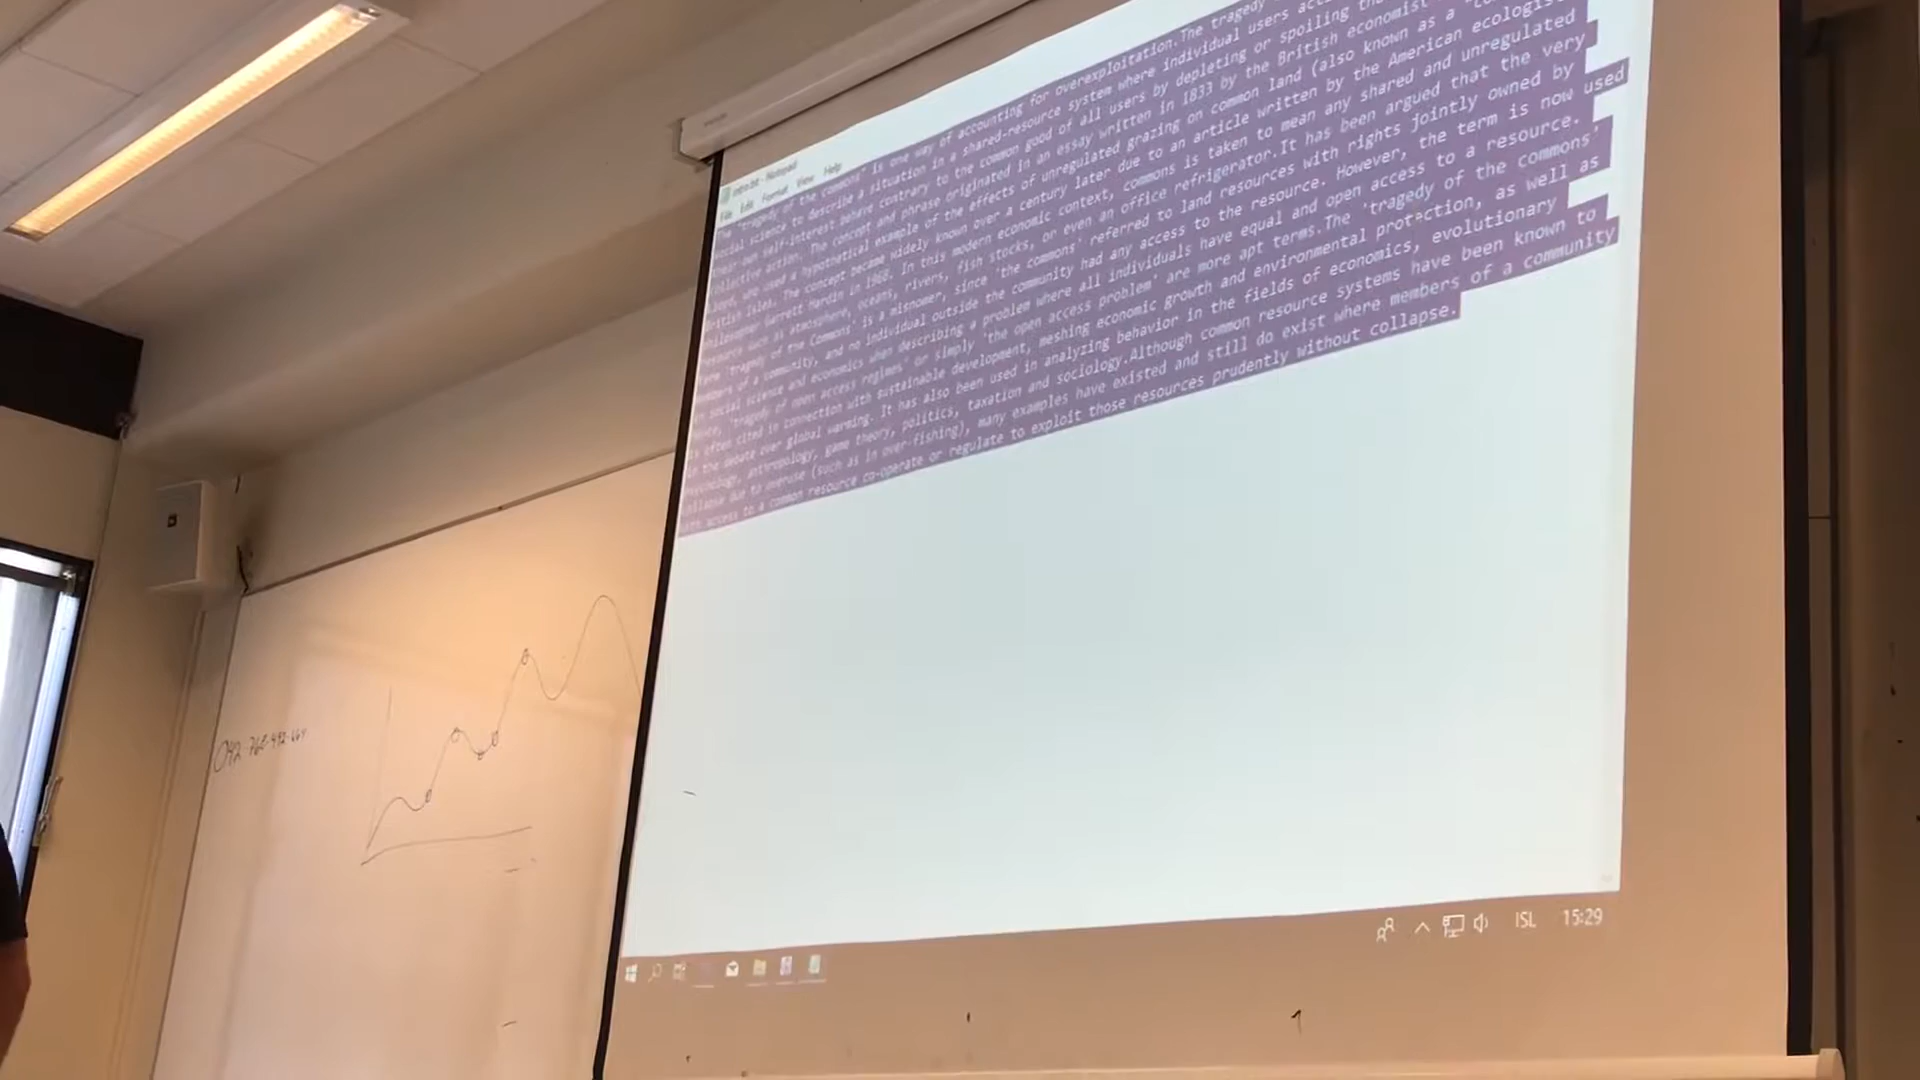 intro.txt - Notepad
File Edit Format View Help
The 'tragedy of the commons' is one way of accounting for overexploitation.The tragedy
social science to describe a situation in a shared-resource system where individual users
their own self-interest behave contrary to the common good of all users by depleting or spoiling
collective action. The concept and phrase originated in an essay written in 1833 by the British economist
Lloyd, who used a hypothetical example of the effects of unregulated grazing on common land (also known as a
British Isles. The concept became widely known over a century later due to an article written by the American
philosopher Garrett Hardin in 1968. In this modern economic context, commons is taken to mean any shared and unregulated
resource such as atmosphere, oceans, rivers, fish stocks, or even an office refrigerator.It has been argued that the very
term 'tragedy of the Commons' is a misnomer, since 'the commons' referred to land resources with rights jointly owned by
members of a community, and no individual outside the community had any access to the resource. However, the term is now used
in social science and economics when describing a problem where all individuals have equal and open access to a resource.
Hence, 'tragedy of open access regimes' or simply 'the open access problem' are more apt terms.The 'tragedy of the commons'
is often cited in connection with sustainable development, meshing economic growth and environmental protection, as well as
in the debate over global warming. It has also been used in analyzing behavior in the fields of economics, evolutionary
psychology, anthropology, game theory, politics, taxation and sociology.Although common resource systems have been known to
collapse due to overuse (such as in over-fishing), many examples have existed and still do exist where members of a community
with access to a common resource co-operate or regulate to exploit those resources prudently without collapse.
ISL 15:29